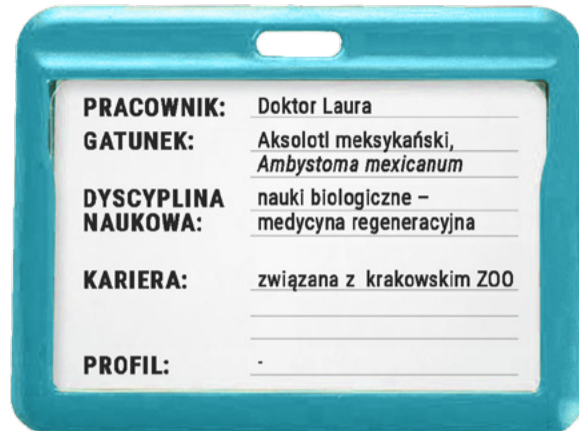 PRACOWNIK: Doktor Laura
GATUNEK: Aksolotl meksykański,
Ambystoma mexicanum
DYSCYPLINA nauki biologiczne –
NAUKOWA: medycyna regeneracyjna
KARIERA: związana z krakowskim ZOO
PROFIL: -